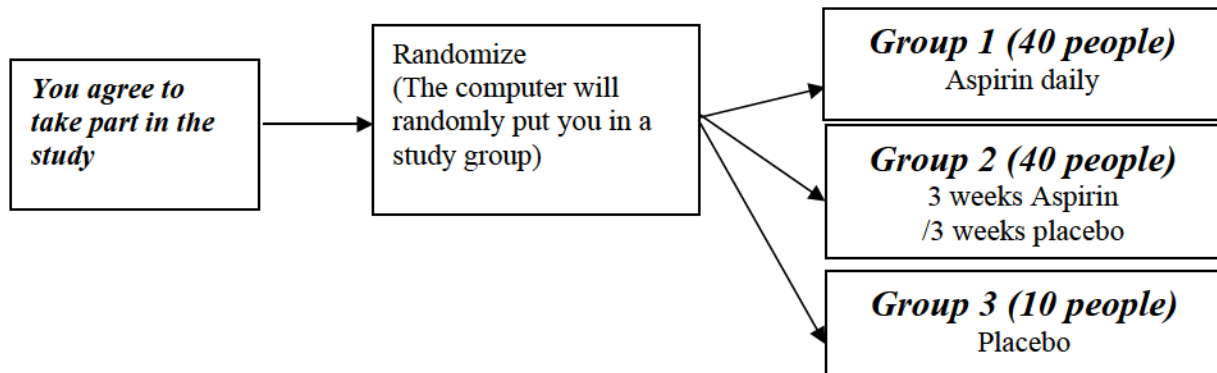 You agree to
take part in the
study
Randomize
(The computer will
randomly put you in a
study group)
Group 1 (40 people)
Aspirin daily
Group 2 (40 people)
3 weeks Aspirin
/3 weeks placebo
Group 3 (10 people)
Placebo